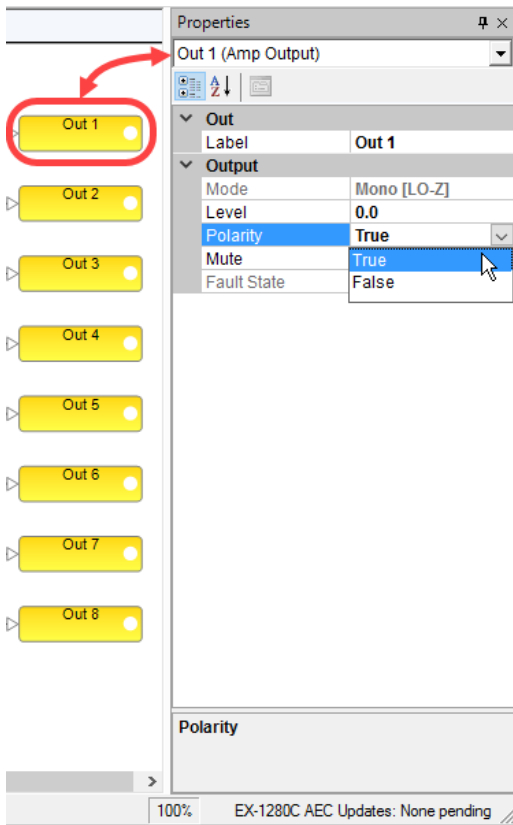 Out 1
Out 2
Out 3
Out 4
Out 5
Out 6
Out 7
Out 8
Properties
Out 1 (Amp Output)
Out
Label Out 1
Output
Mode Mono [LO-Z]
Level 0.0
Polarity True
Mute True
Fault State False
Polarity
100% EX-1280C AEC Updates: None pending